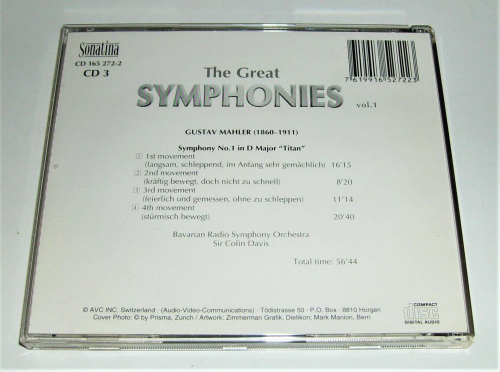 Sonatina
CD 165 272-2
CD 3
The Great
SYMPHONIES vol.1
7 619916 527223
GUSTAV MAHLER (1860–1911)
Symphony No.1 in D Major "Titan"
1 1st movement
(langsam, schleppend, im Anfang sehr gemächlich) 16'15
2 2nd movement
(kräftig bewegt, doch nicht zu schnell) 8'20
3 3rd movement
(feierlich und gemessen, ohne zu schleppen) 11'14
4 4th movement
(stürmisch bewegt) 20'40
Bavarian Radio Symphony Orchestra
Sir Colin Davis
Total time: 56'44
© AVC INC. Switzerland · (Audio-Video-Communications) · Tödistrasse 50 · P.O. Box · 8810 Horgen
Cover Photo: © by Prisma, Zurich / Artwork: Zimmerman Grafik, Dietikon; Mark Manion, Bern
COMPACT
disc
DIGITAL AUDIO